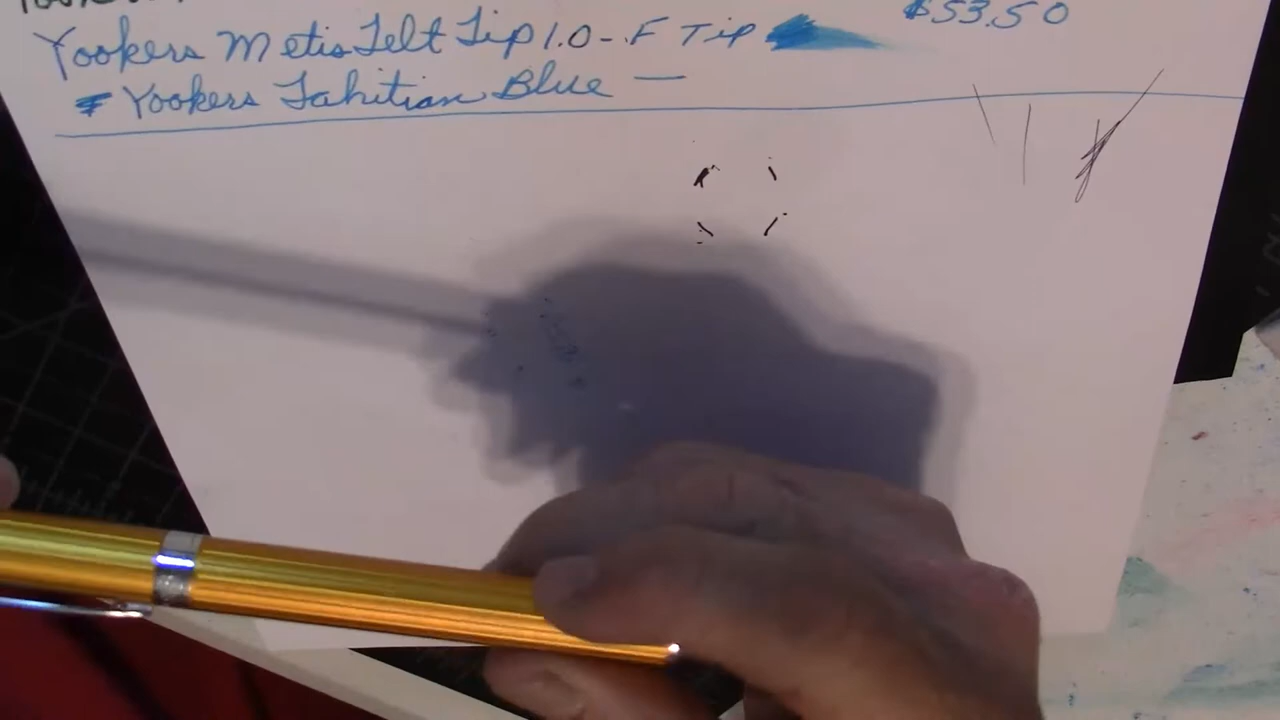 $53.50
Yookers Metis Felt Tip 1.0 - F Tip
Yookers Tahitian Blue —